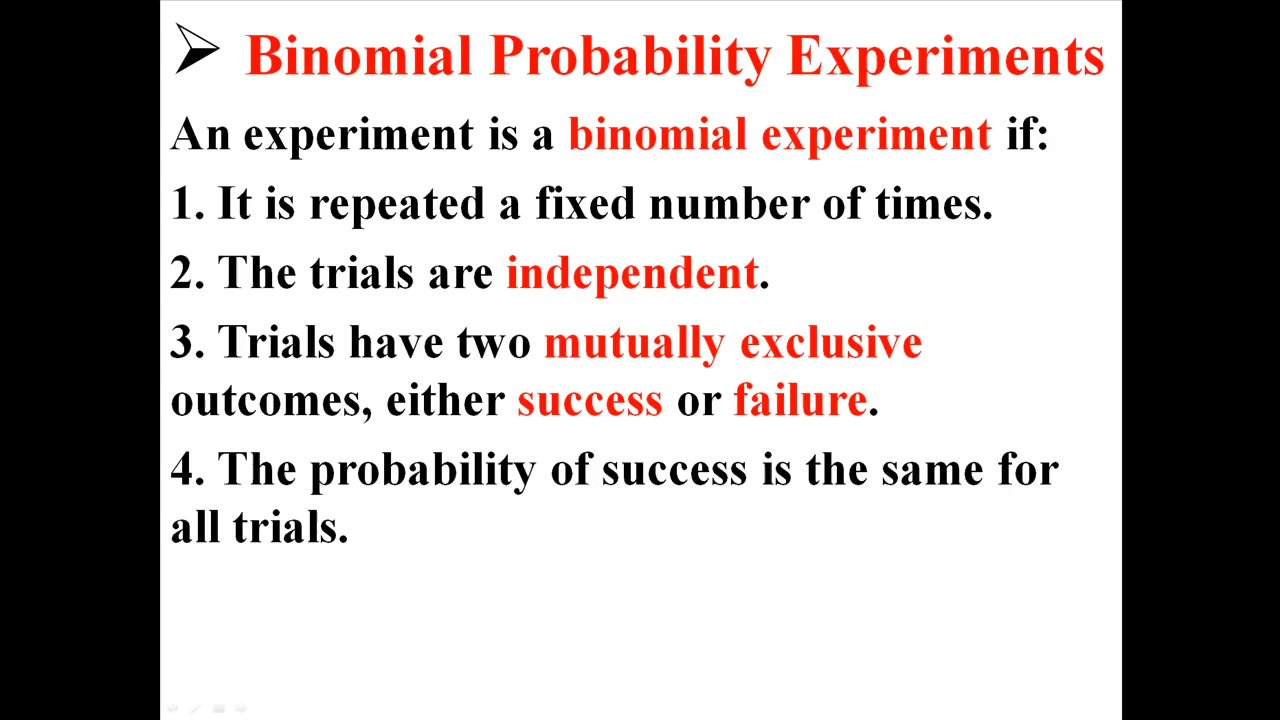 Binomial Probability Experiments
An experiment is a binomial experiment if:
1. It is repeated a fixed number of times.
2. The trials are independent.
3. Trials have two mutually exclusive
outcomes, either success or failure.
4. The probability of success is the same for
all trials.